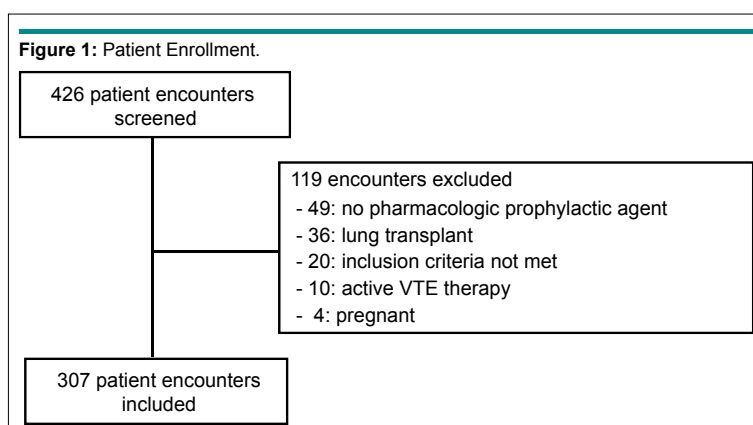 Figure 1: Patient Enrollment.
426 patient encounters
screened
119 encounters excluded
- 49: no pharmacologic prophylactic agent
- 36: lung transplant
- 20: inclusion criteria not met
- 10: active VTE therapy
- 4: pregnant
307 patient encounters
included